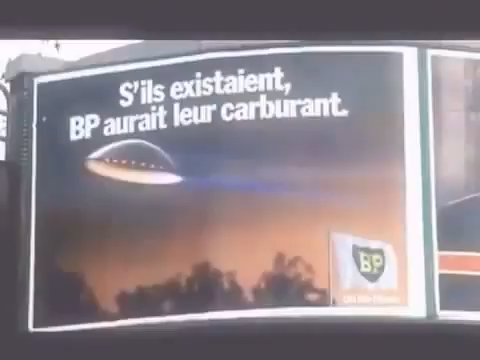 S'ils existaient,
BP aurait leur carburant.
BP